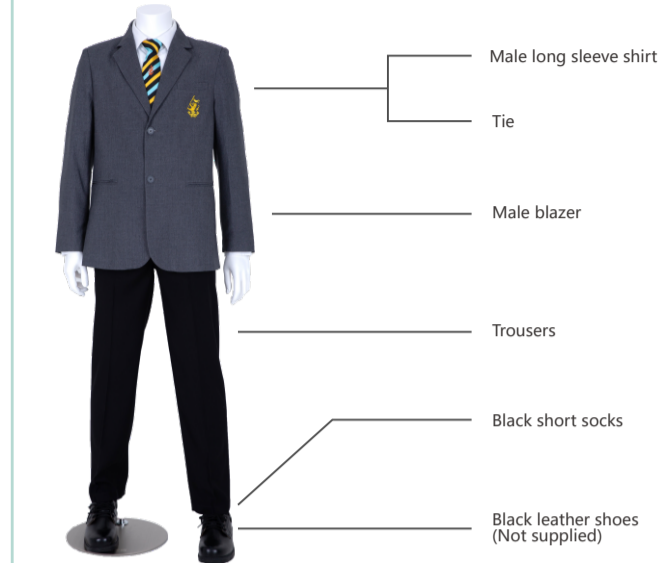 Male long sleeve shirt
Tie
Male blazer
Trousers
Black short socks
Black leather shoes
(Not supplied)